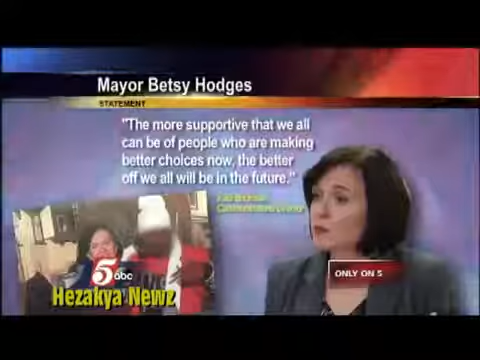 Mayor Betsy Hodges
STATEMENT
"The more supportive that we all
can be of people who are making
better choices now, the better
off we all will be in the future."
5 abc
ONLY ON 5
Hezakya Newz